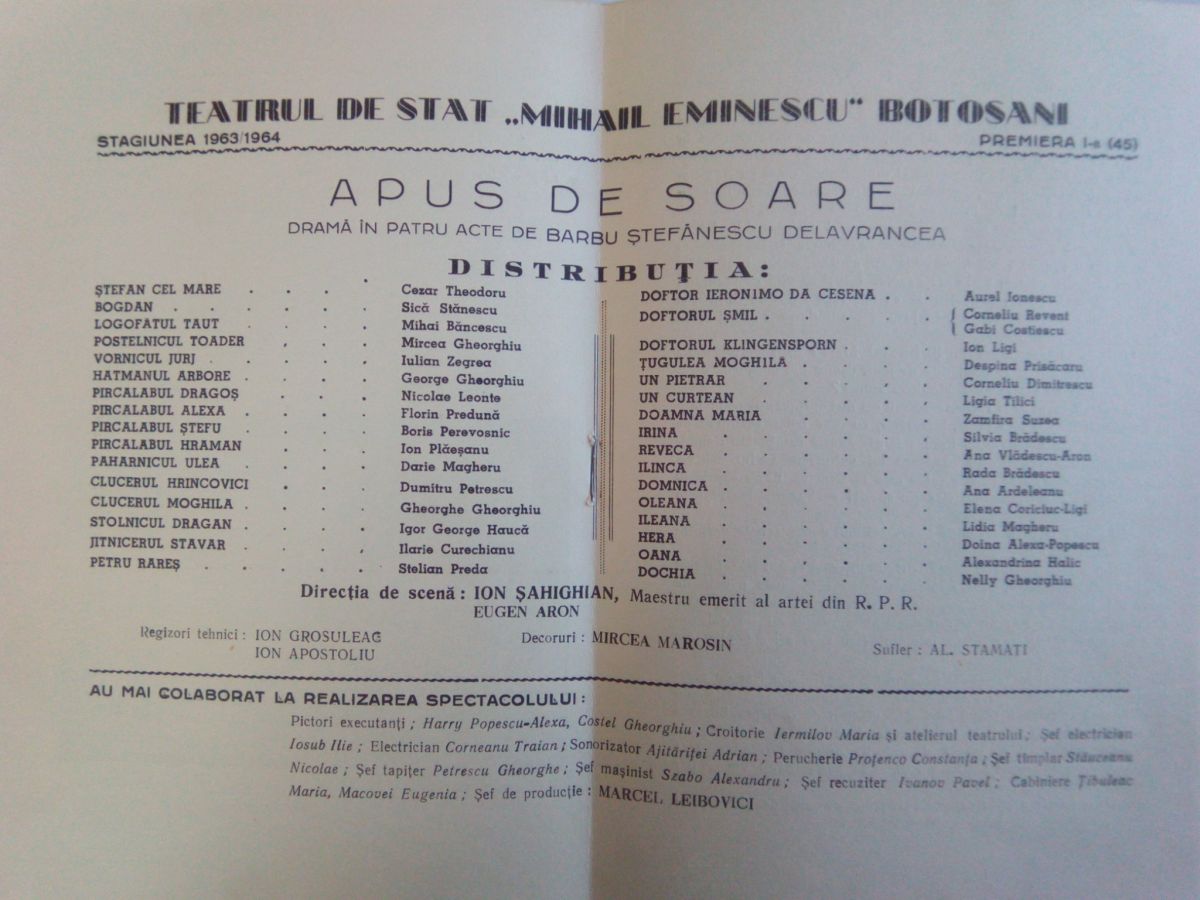 TEATRUL DE STAT „MIHAIL EMINESCU“ BOTOSANI
STAGIUNEA 1963/1964 PREMIERA I-a (45)
APUS DE SOARE
DRAMĂ ÎN PATRU ACTE DE BARBU ŞTEFĂNESCU DELAVRANCEA
DISTRIBUŢIA:
ŞTEFAN CEL MARE . . . . Cezar Theodoru
BOGDAN . . . . . . Sică Stănescu
LOGOFATUL TAUT . . . . Mihai Băncescu
POSTELNICUL TOADER . . . Mircea Gheorghiu
VORNICUL JURJ . . . . Iulian Zegrea
HATMANUL ARBORE . . . . George Gheorghiu
PIRCALABUL DRAGOŞ . . . Nicolae Leonte
PIRCALABUL ALEXA . . . . Florin Predună
PIRCALABUL ŞTEFU . . . . Boris Perevosnic
PIRCALABUL HRAMAN . . . Ion Plăeşanu
PAHARNICUL ULEA . . . . Darie Magheru
CLUCERUL HRINCOVICI . . . Dumitru Petrescu
CLUCERUL MOGHILA . . . . Gheorghe Gheorghiu
STOLNICUL DRAGAN . . . . Igor George Haucă
JITNICERUL STAVAR . . . . Ilarie Curechianu
PETRU RAREŞ . . . . . Stelian Preda
DOFTOR IERONIMO DA CESENA . . Aurel Ionescu
DOFTORUL ŞMIL . . . . . { Corneliu Revent
Gabi Costiescu
DOFTORUL KLINGENSPORN . . . Ion Ligi
ŢUGULEA MOGHILĂ . . . . Despina Prisăcaru
UN PIETRAR . . . . . Corneliu Dimitrescu
UN CURTEAN . . . . . Ligia Tilici
DOAMNA MARIA . . . . . Zamfira Suzea
IRINA . . . . . . Silvia Brădescu
REVECA . . . . . . Ana Vlădescu-Aron
ILINCA . . . . . . Rada Brădescu
DOMNICA . . . . . . Ana Ardeleanu
OLEANA . . . . . . Elena Coriciuc-Ligi
ILEANA . . . . . . Lidia Magheru
HERA . . . . . . Doina Alexa-Popescu
OANA . . . . . . Alexandrina Halic
DOCHIA . . . . . . Nelly Gheorghiu
Direcţia de scenă : ION ŞAHIGHIAN, Maestru emerit al artei din R. P. R.
EUGEN ARON
Regizori tehnici : ION GROSULEAC Decoruri : MIRCEA MAROSIN Sufler : AL. STAMATI
ION APOSTOLIU
AU MAI COLABORAT LA REALIZAREA SPECTACOLULUI :
Pictori executanţi ; Harry Popescu-Alexa, Costel Gheorghiu ; Croitorie Iermilov Maria şi atelierul teatrului ; Şef electrician
Iosub Ilie ; Electrician Corneanu Traian ; Sonorizator Ajităriţei Adrian ; Perucherie Proţenco Constanţa ; Şef timplar Stăuceanu
Nicolae ; Şef tapiţer Petrescu Gheorghe ; Şef maşinist Szabo Alexandru ; Şef recuziter Ivanov Pavel ; Cabiniere Ţibuleac
Maria, Macovei Eugenia ; Şef de producţie : MARCEL LEIBOVICI